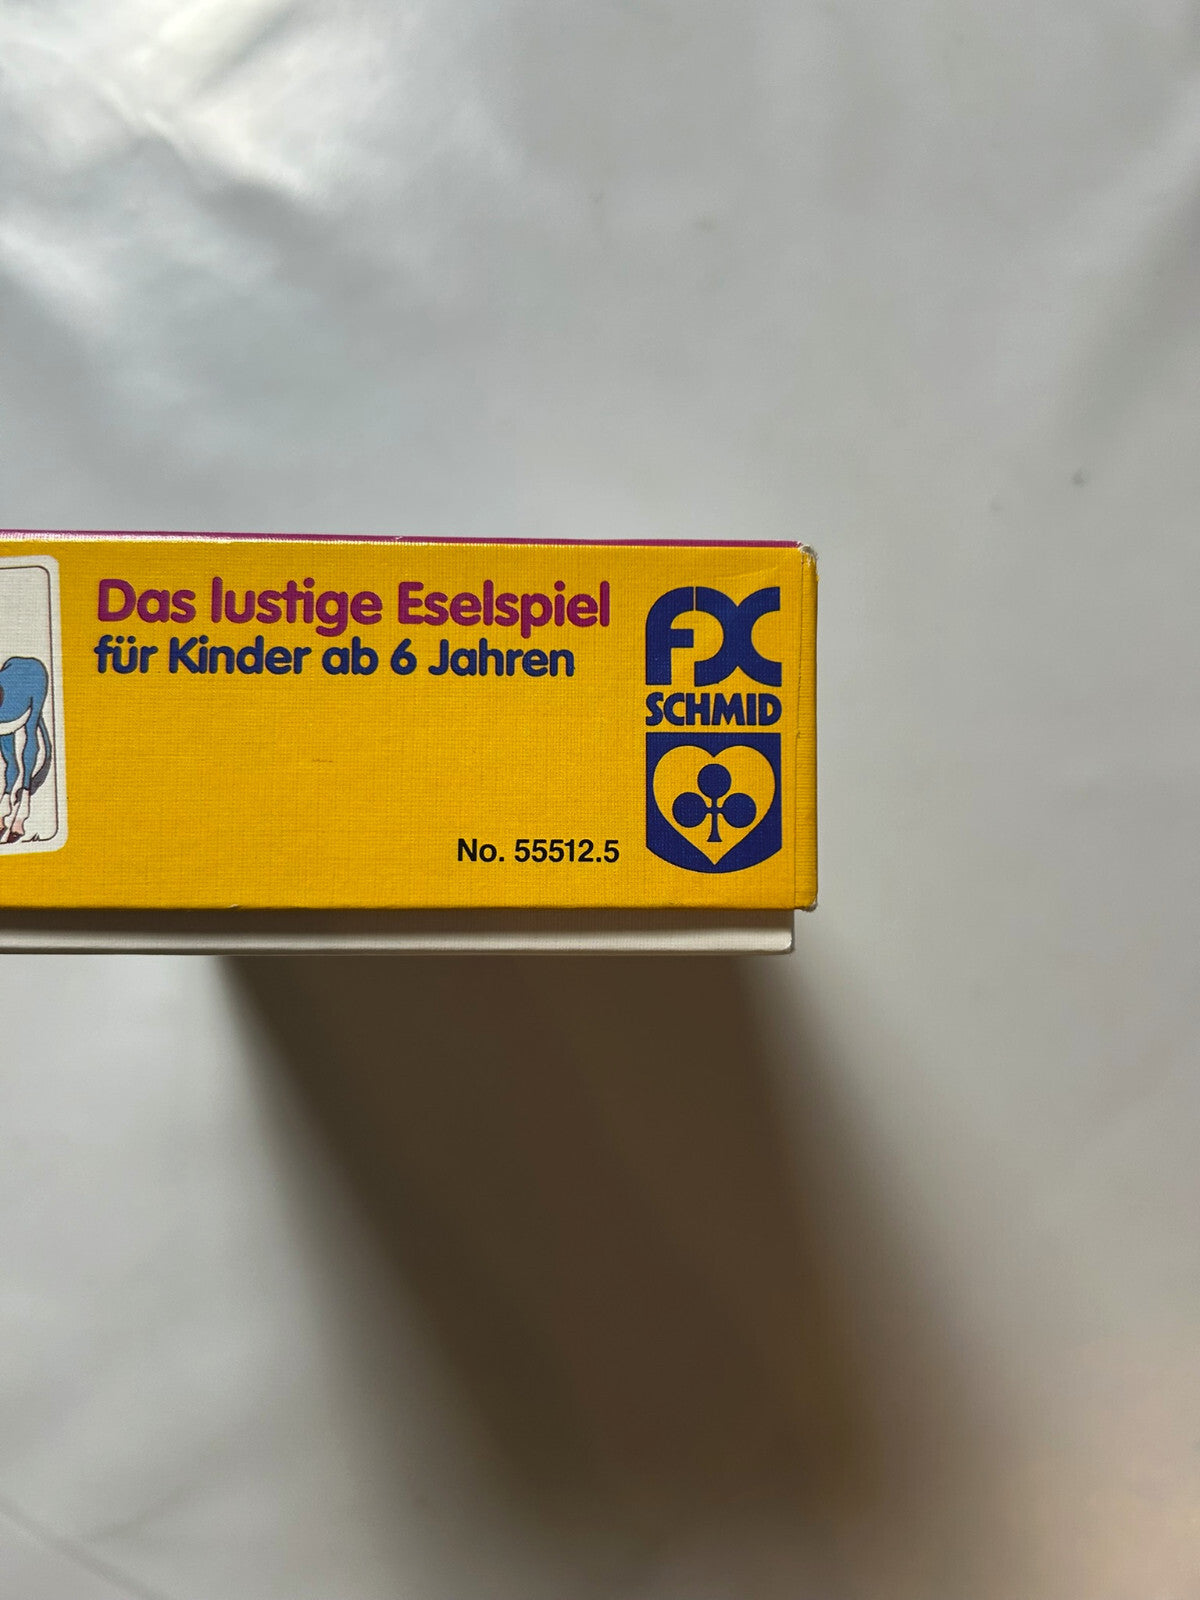 Das lustige Eselspiel
für Kinder ab 6 Jahren
FX
SCHMID
No. 55512.5